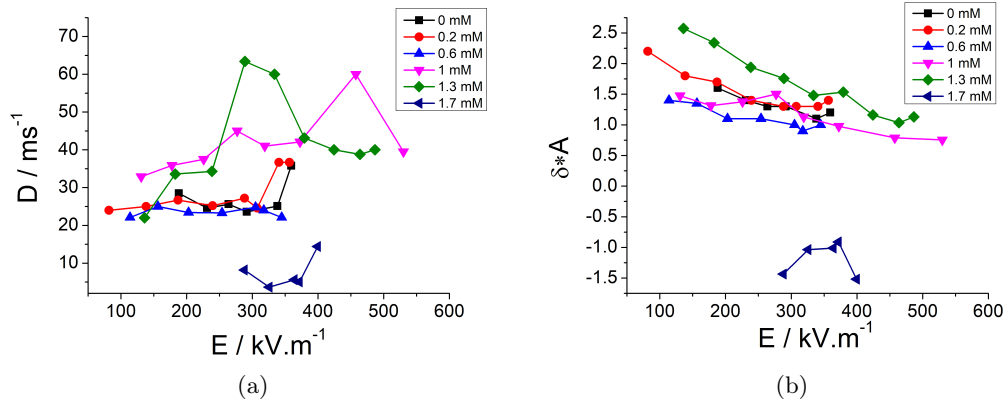 0 mM
0.2 mM
0.6 mM
1 mM
1.3 mM
1.7 mM
70
60
50
40
30
20
10
D / ms⁻¹
100 200 300 400 500 600
E / kV.m⁻¹
(a)
0 mM
0.2 mM
0.6 mM
1 mM
1.3 mM
1.7 mM
2.5
2.0
1.5
1.0
0.5
0.0
-0.5
-1.0
-1.5
δ*A
100 200 300 400 500 600
E / kV.m⁻¹
(b)